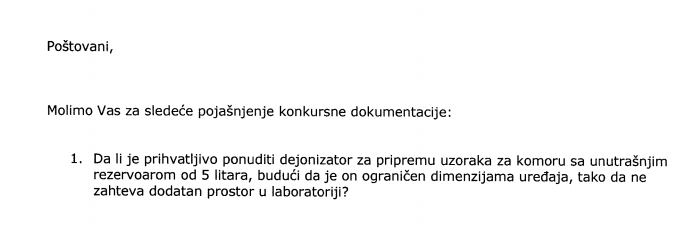 Poštovani,
Molimo Vas za sledeće pojašnjenje konkursne dokumentacije:
1. Da li je prihvatljivo ponuditi dejonizator za pripremu uzoraka za komoru sa unutrašnjim
rezervoarom od 5 litara, budući da je on ograničen dimenzijama uređaja, tako da ne
zahteva dodatan prostor u laboratoriji?